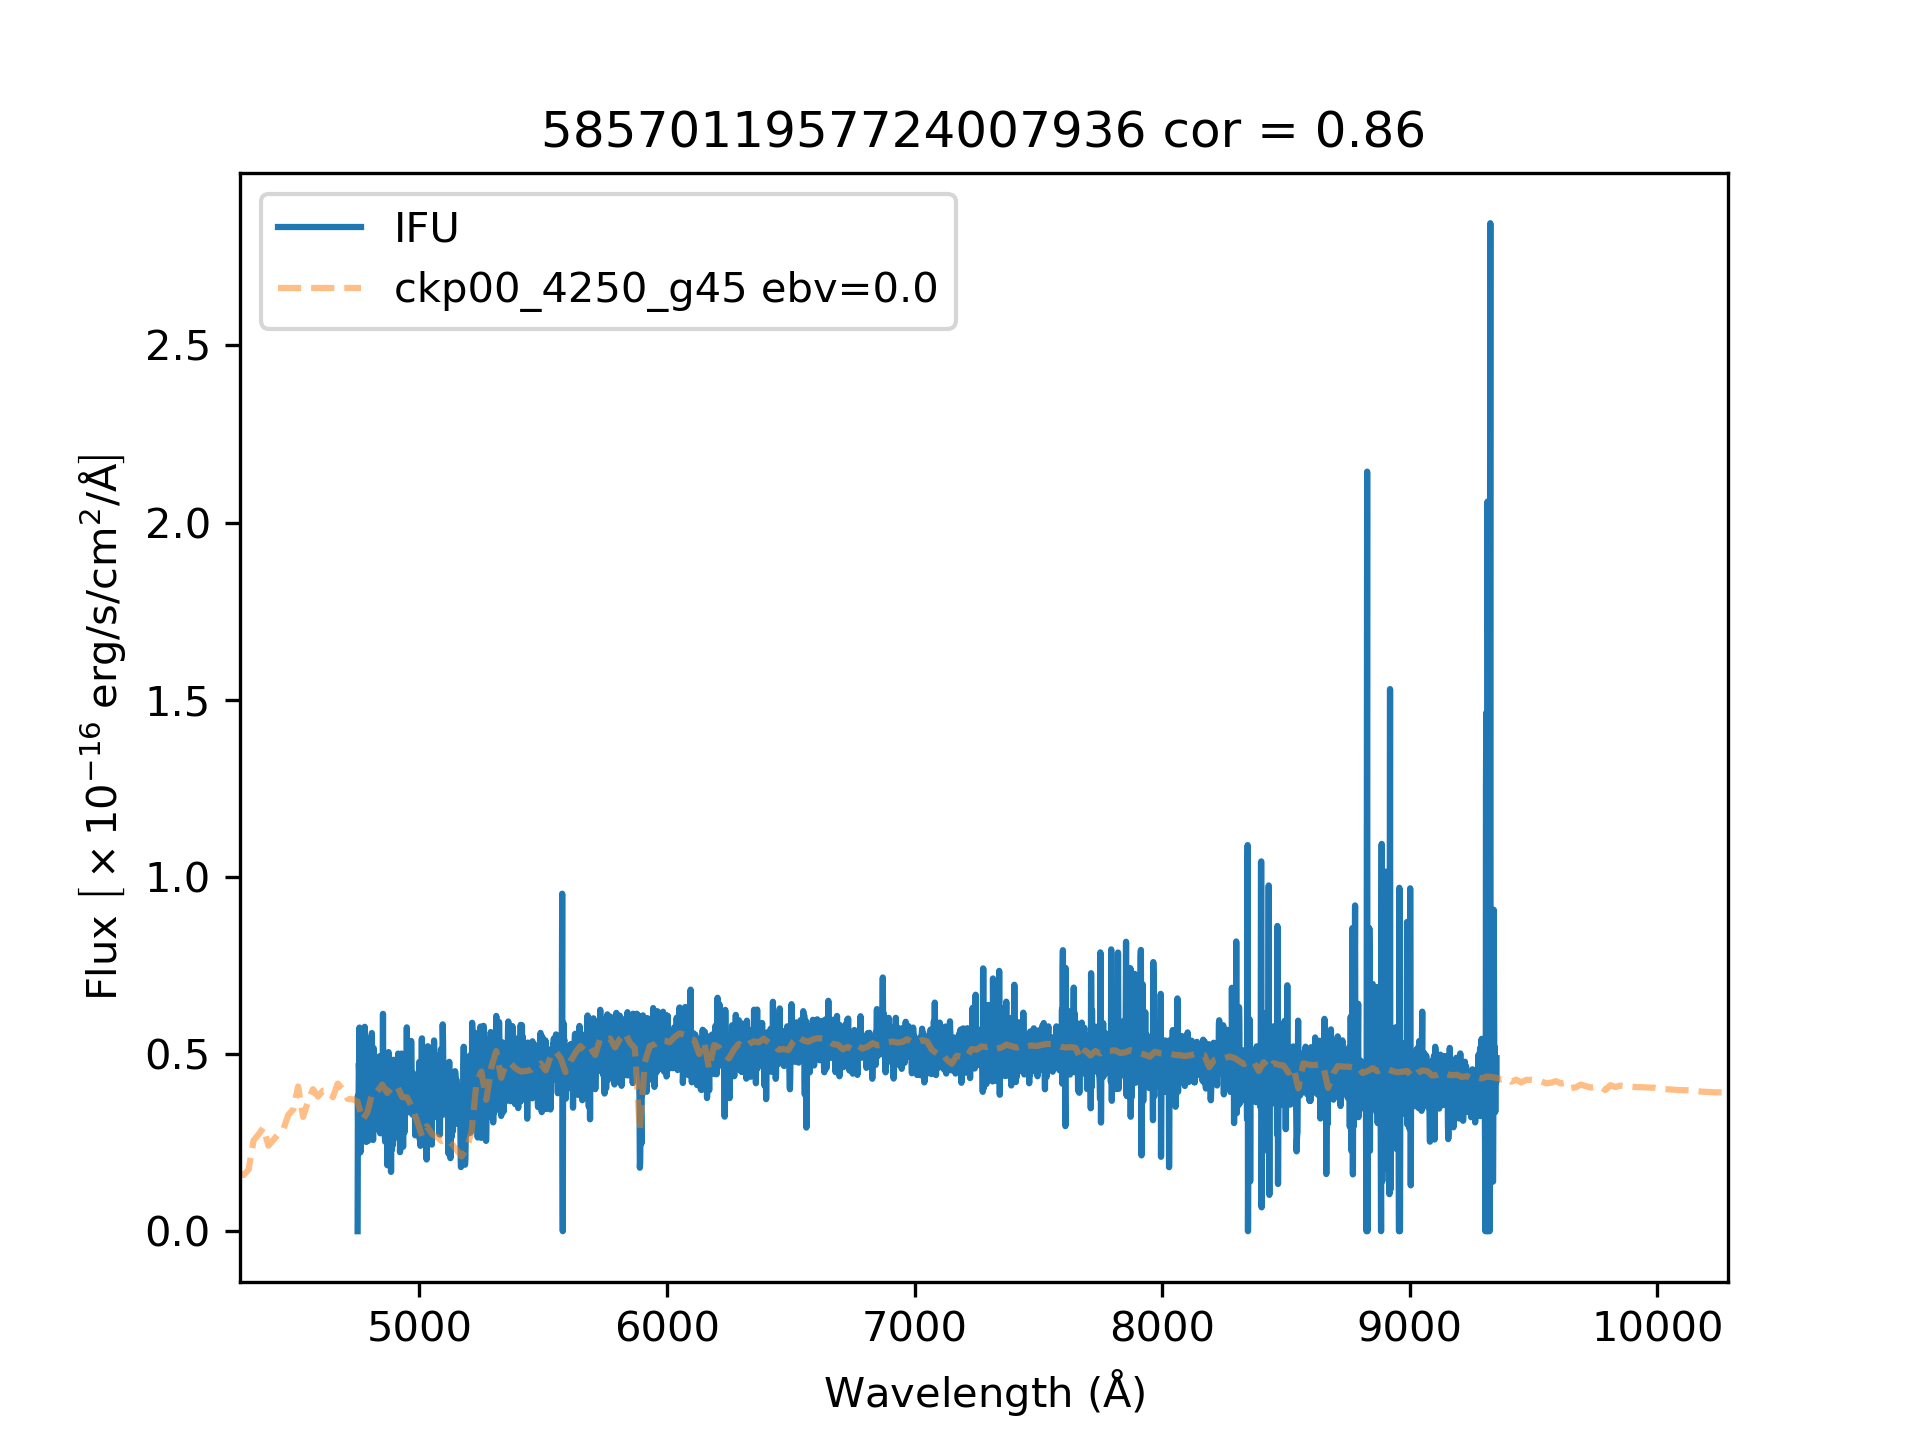 5857011957724007936 cor = 0.86
IFU
ckp00_4250_g45 ebv=0.0
Flux [× 10⁻¹⁶ erg/s/cm²/Å]
2.5
2.0
1.5
1.0
0.5
0.0
5000 6000 7000 8000 9000 10000
Wavelength (Å)